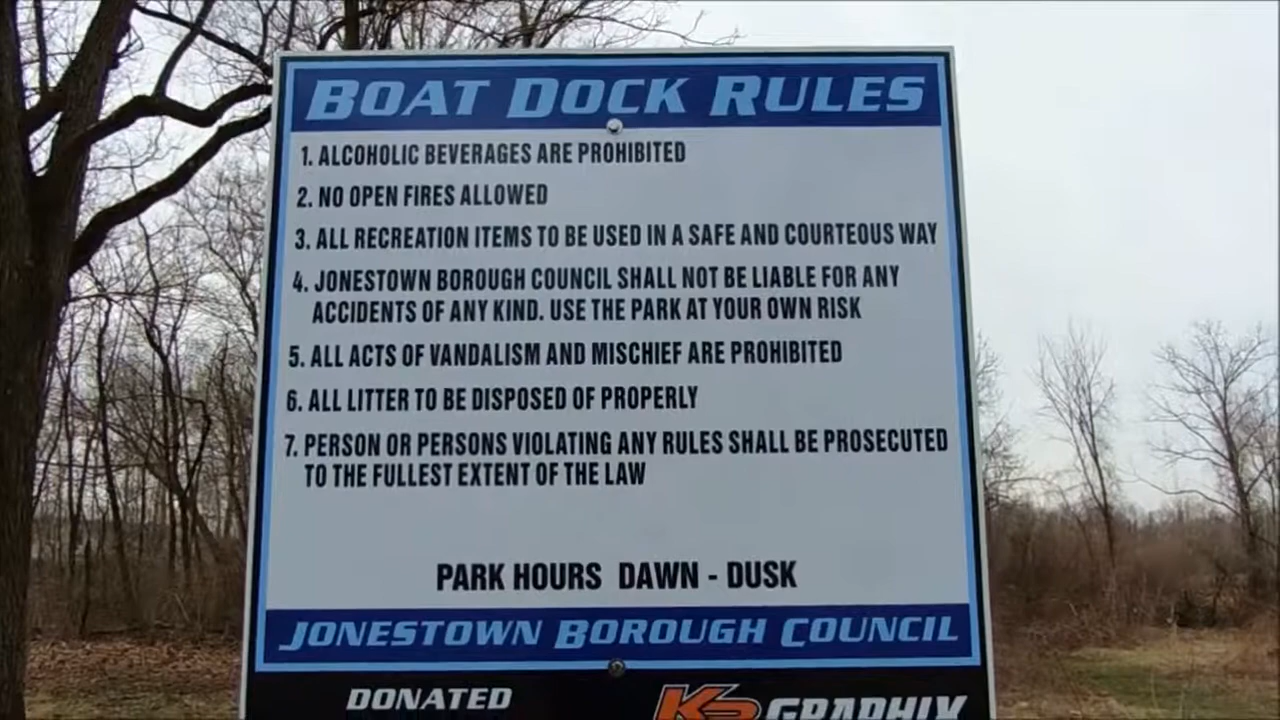 BOAT DOCK RULES
1. ALCOHOLIC BEVERAGES ARE PROHIBITED
2. NO OPEN FIRES ALLOWED
3. ALL RECREATION ITEMS TO BE USED IN A SAFE AND COURTEOUS WAY
4. JONESTOWN BOROUGH COUNCIL SHALL NOT BE LIABLE FOR ANY
ACCIDENTS OF ANY KIND. USE THE PARK AT YOUR OWN RISK
5. ALL ACTS OF VANDALISM AND MISCHIEF ARE PROHIBITED
6. ALL LITTER TO BE DISPOSED OF PROPERLY
7. PERSON OR PERSONS VIOLATING ANY RULES SHALL BE PROSECUTED
TO THE FULLEST EXTENT OF THE LAW
PARK HOURS DAWN - DUSK
JONESTOWN BOROUGH COUNCIL
DONATED
GRAPHIX